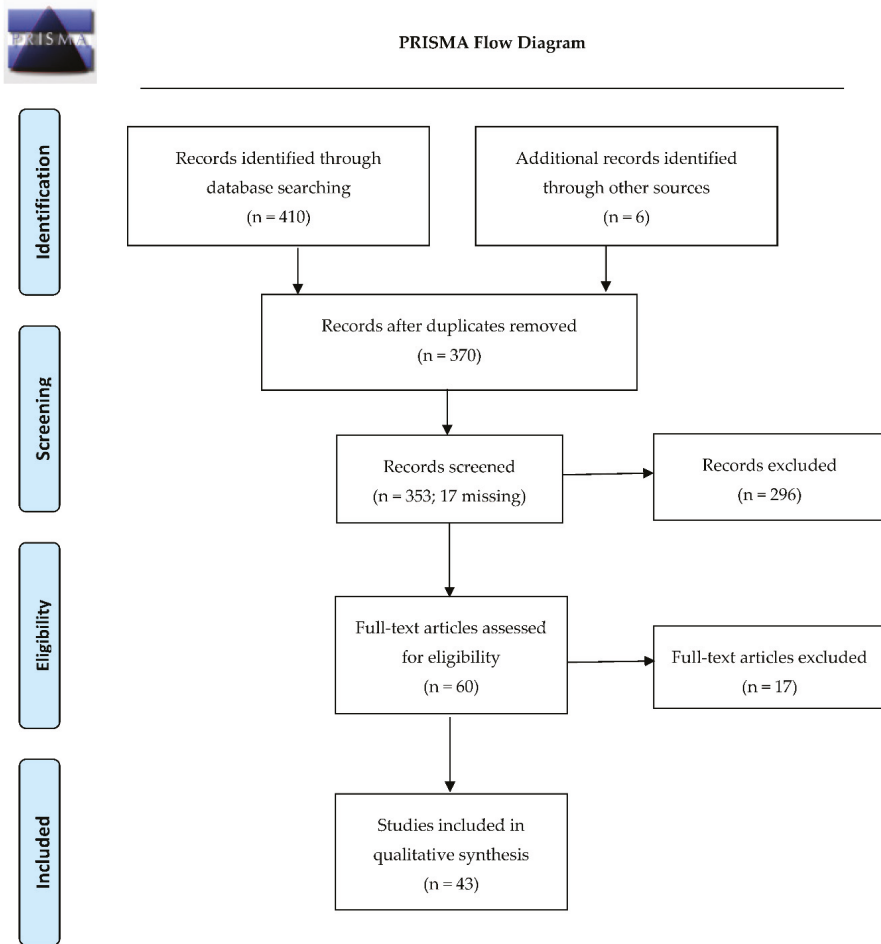 PRISMA
PRISMA Flow Diagram
Identification
Records identified through
database searching
(n = 410)
Additional records identified
through other sources
(n = 6)
Records after duplicates removed
(n = 370)
Screening
Records screened
(n = 353; 17 missing)
Records excluded
(n = 296)
Eligibility
Full-text articles assessed
for eligibility
(n = 60)
Full-text articles excluded
(n = 17)
Included
Studies included in
qualitative synthesis
(n = 43)